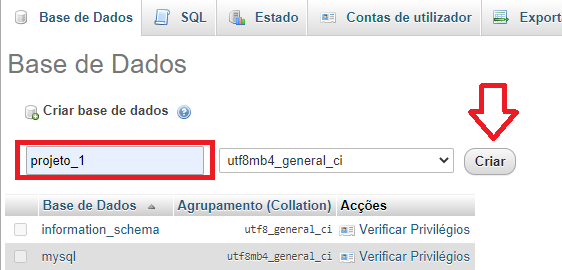 Base de Dados SQL Estado Contas de utilizador Export
Base de Dados
Criar base de dados
projeto_1 utf8mb4_general_ci Criar
Base de Dados Agrupamento (Collation) Acções
information_schema utf8_general_ci Verificar Privilégios
mysql utf8mb4_general_ci Verificar Privilégios